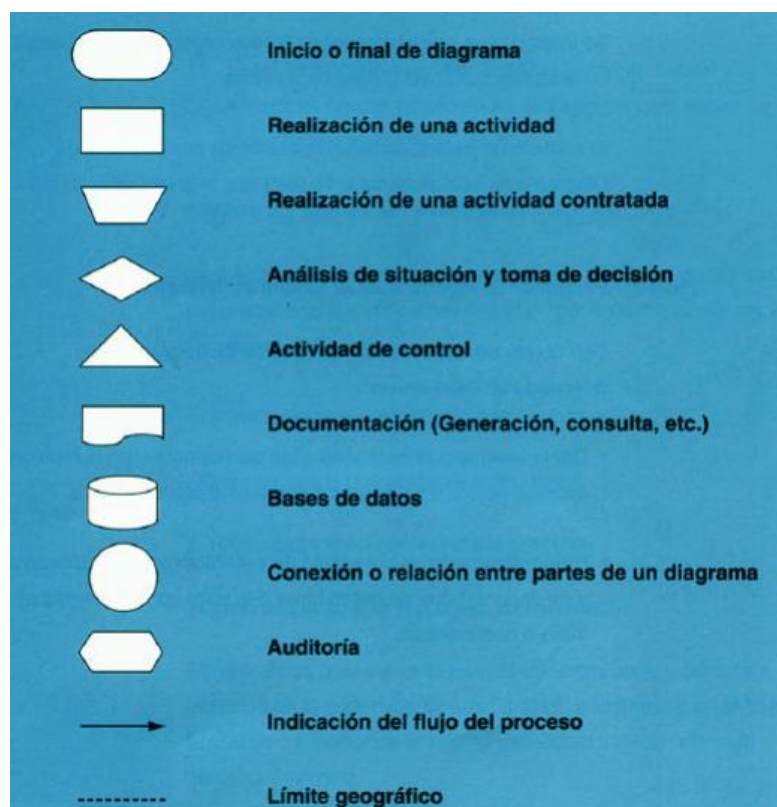 Inicio o final de diagrama
Realización de una actividad
Realización de una actividad contratada
Análisis de situación y toma de decisión
Actividad de control
Documentación (Generación, consulta, etc.)
Bases de datos
Conexión o relación entre partes de un diagrama
Auditoría
Indicación del flujo del proceso
Límite geográfico